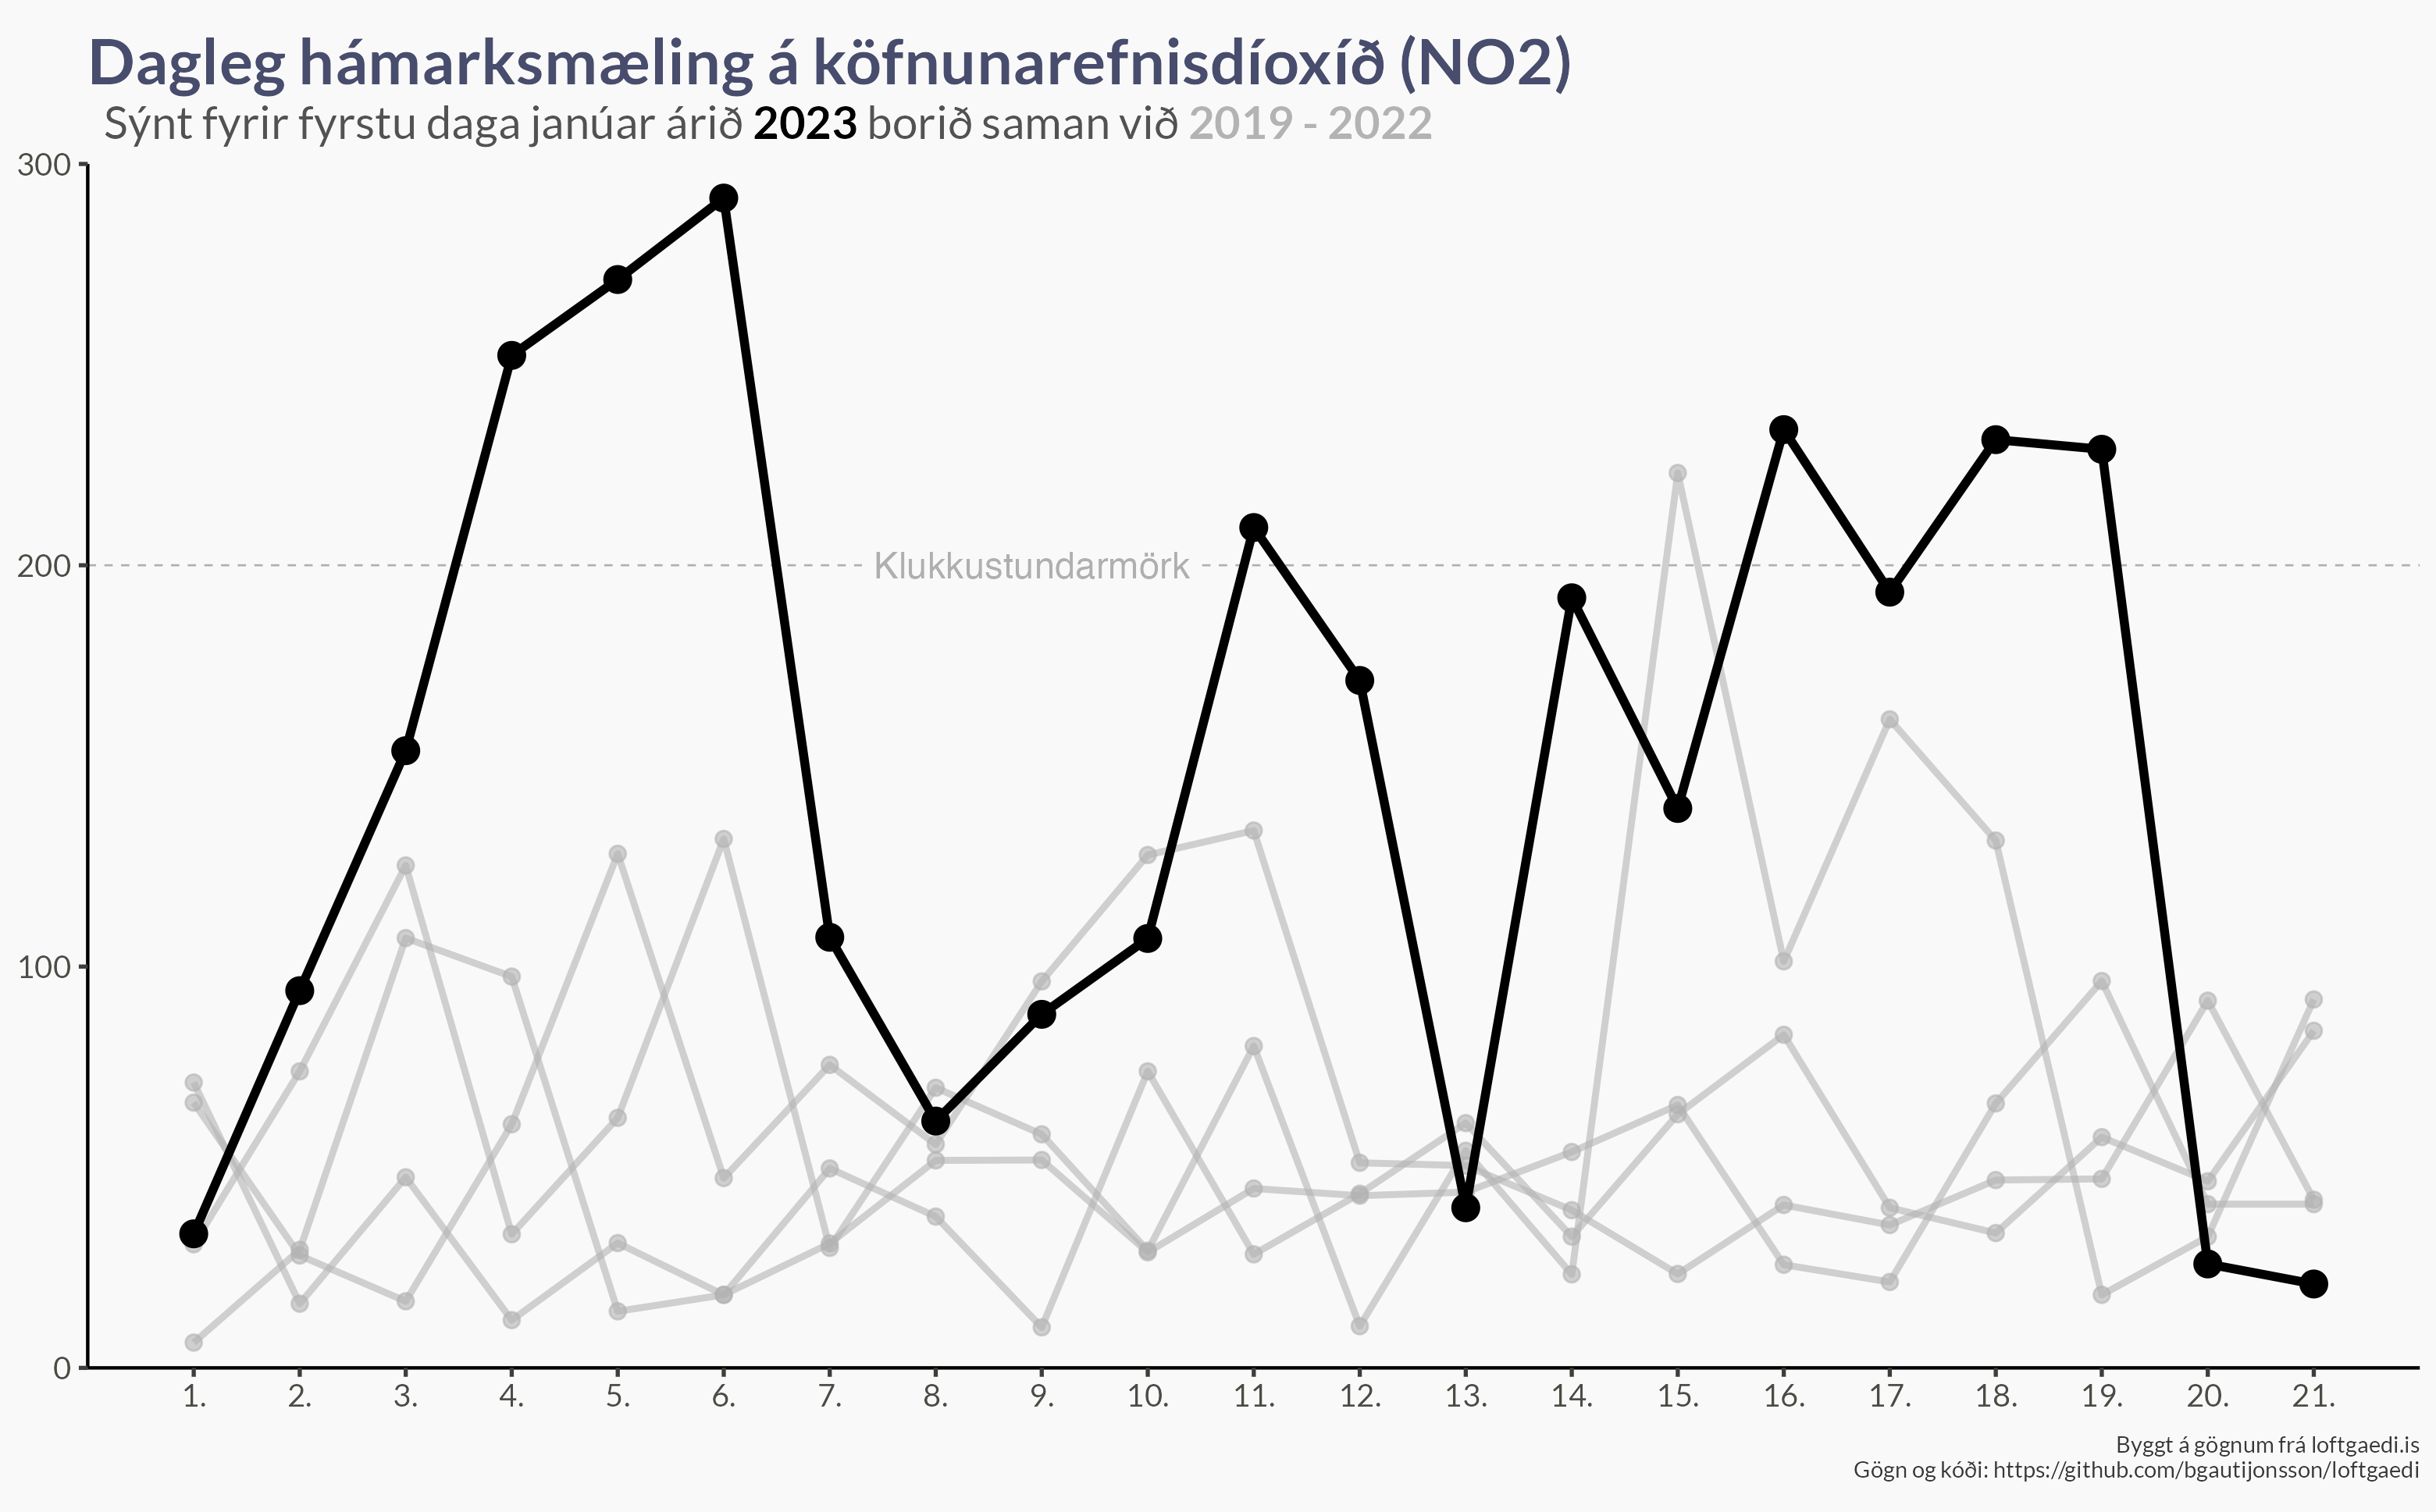 Dagleg hámarksmæling á köfnunarefnisdíoxíð (NO2)
Sýnt fyrir fyrstu daga janúar árið 2023 borið saman við 2019 - 2022
300
200
Klukkustundarmörk
100
0
1. 2. 3. 4. 5. 6. 7. 8. 9. 10. 11. 12. 13. 14. 15. 16. 17. 18. 19. 20. 21.
Byggt á gögnum frá loftgaedi.is
Gögn og kóði: https://github.com/bgautijonsson/loftgaedi